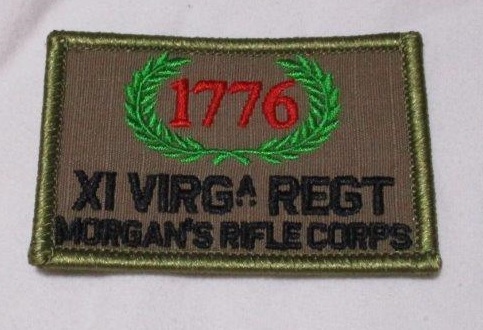 1776
XI VIRGA REGT
MORGAN'S RIFLE CORPS